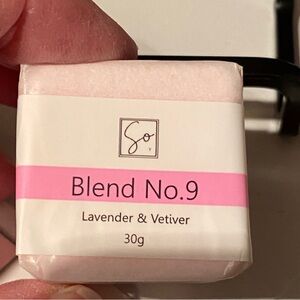 So
Blend No.9
Lavender & Vetiver
30g